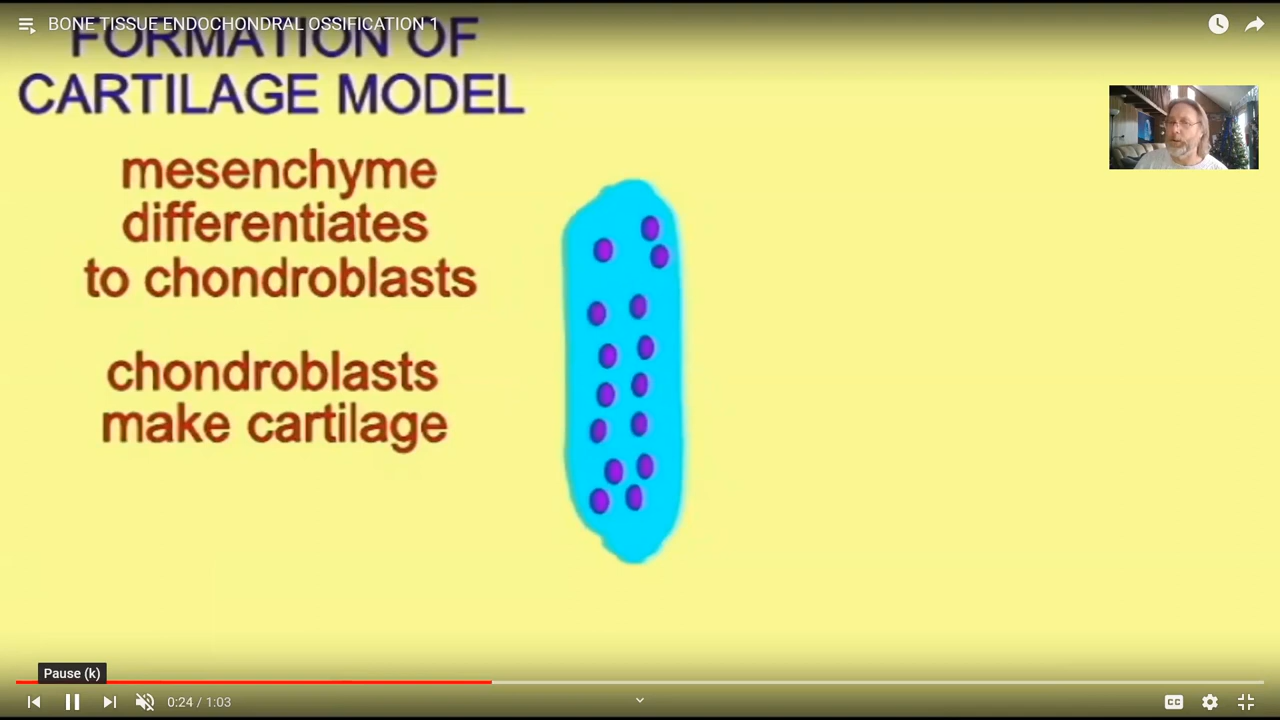 BONE TISSUE ENDOCHONDRAL OSSIFICATION 1
FORMATION OF
CARTILAGE MODEL
mesenchyme
differentiates
to chondroblasts
chondroblasts
make cartilage
Pause (k)
0:24 / 1:03
CC